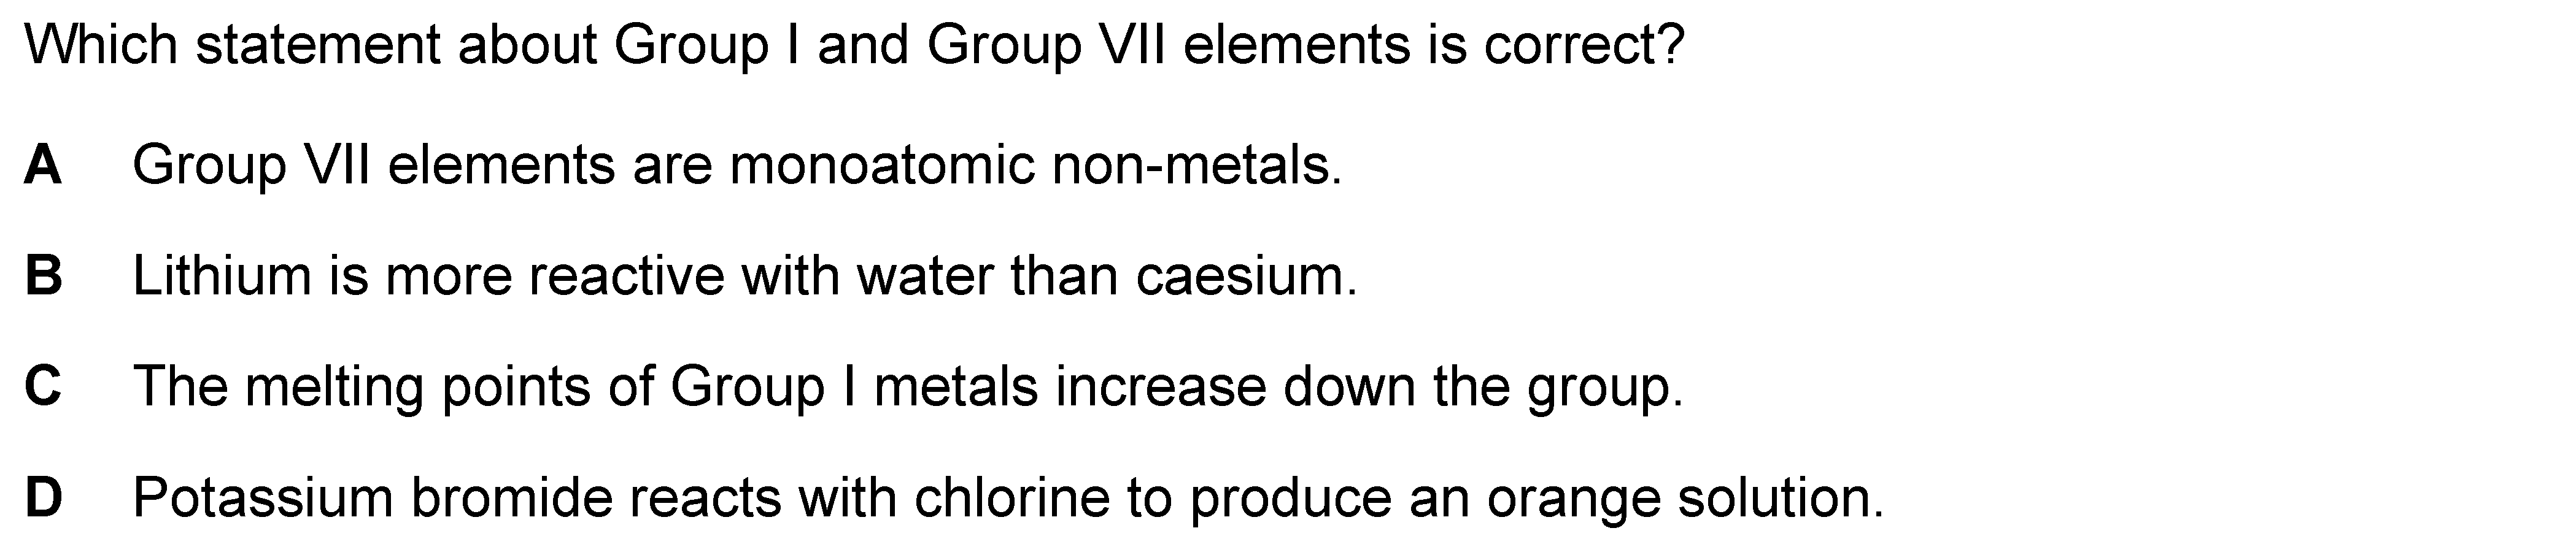 Which statement about Group I and Group VII elements is correct?
A Group VII elements are monoatomic non-metals.
B Lithium is more reactive with water than caesium.
C The melting points of Group I metals increase down the group.
D Potassium bromide reacts with chlorine to produce an orange solution.